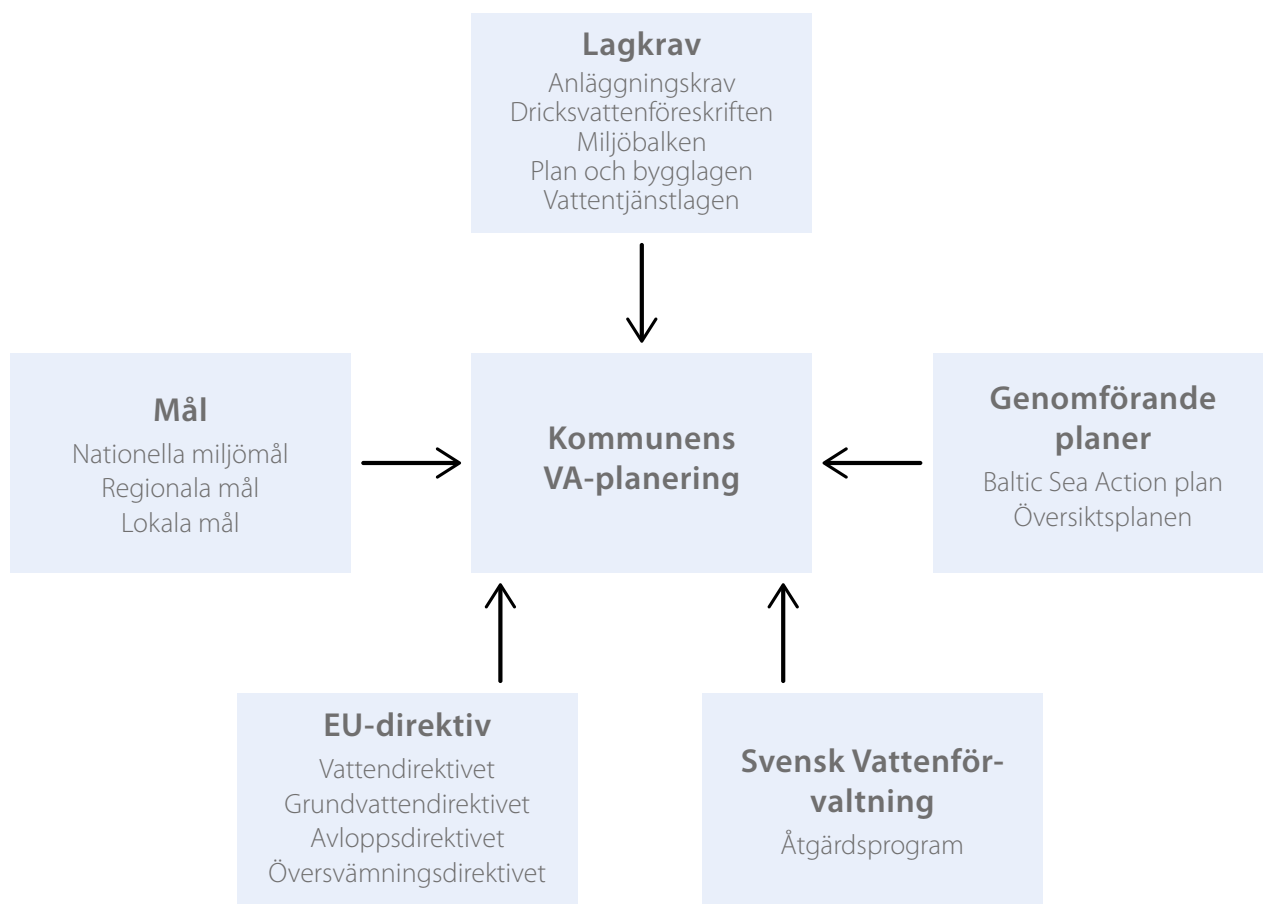 Lagkrav
Anläggningskrav
Dricksvattenföreskriften
Miljöbalken
Plan och bygglagen
Vattentjänstlagen
Mål
Nationella miljömål
Regionala mål
Lokala mål
Kommunens
VA-planering
Genomförande
planer
Baltic Sea Action plan
Översiktsplanen
EU-direktiv
Vattendirektivet
Grundvattendirektivet
Avloppsdirektivet
Översvämningsdirektivet
Svensk Vattenför-
valtning
Åtgärdsprogram